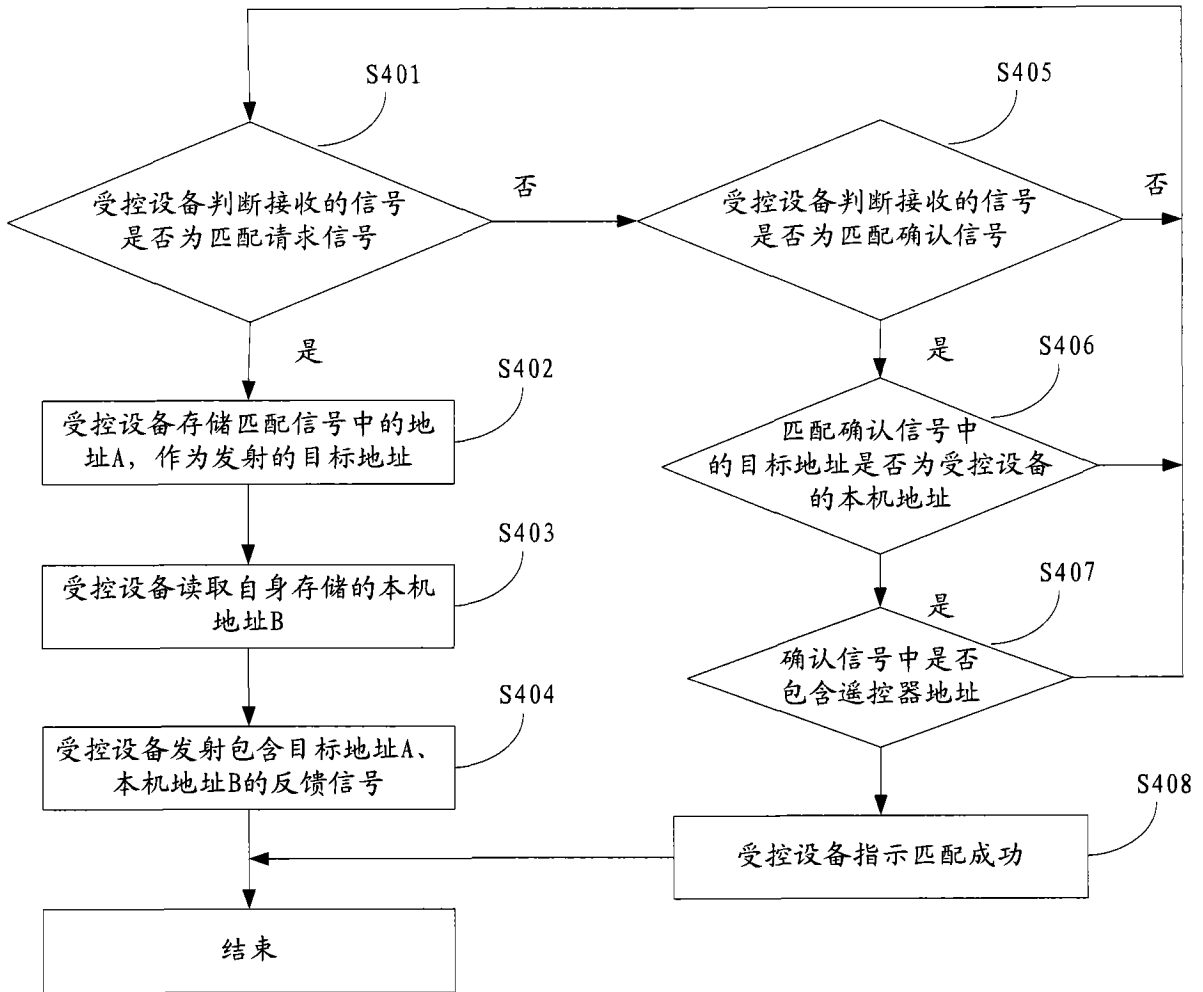 S401
受控设备判断接收的信号
是否为匹配请求信号
否
S405
受控设备判断接收的信号
是否为匹配确认信号
否
是
S402
受控设备存储匹配信号中的地
址A，作为发射的目标地址
是
S406
匹配确认信号中
的目标地址是否为受控设备
的本机地址
S403
受控设备读取自身存储的本机
地址B
是
S407
确认信号中是否
包含遥控器地址
S404
受控设备发射包含目标地址A、
本机地址B的反馈信号
S408
受控设备指示匹配成功
结束